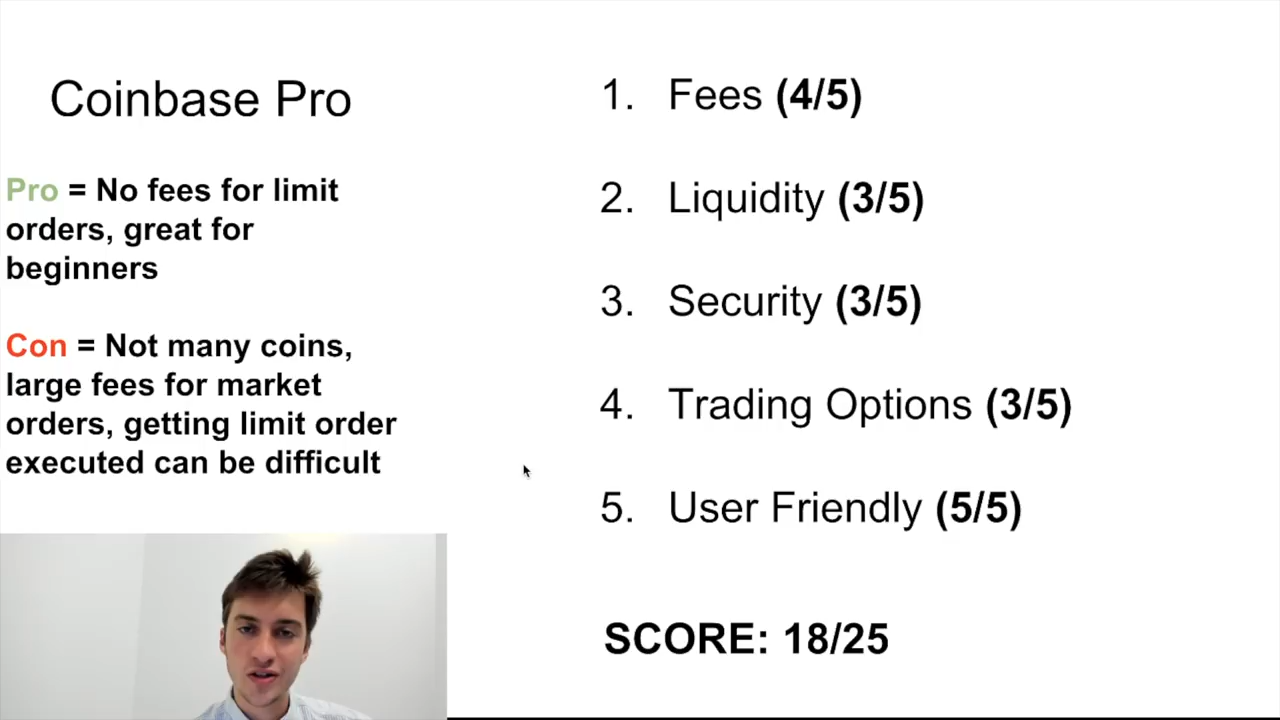 Coinbase Pro
Pro = No fees for limit
orders, great for
beginners
Con = Not many coins,
large fees for market
orders, getting limit order
executed can be difficult
1. Fees (4/5)
2. Liquidity (3/5)
3. Security (3/5)
4. Trading Options (3/5)
5. User Friendly (5/5)
SCORE: 18/25